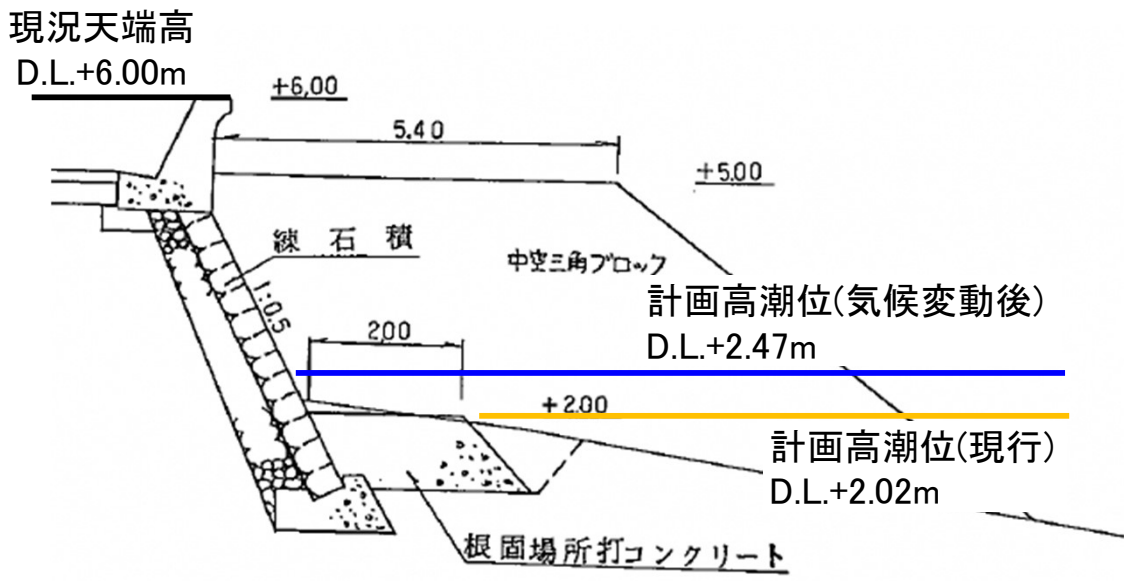 現況天端高
D.L.+6.00m
+6,00
5.40
+5.00
練石積
中空三角ブロック
1:0.5
計画高潮位(気候変動後)
D.L.+2.47m
2,00
+2.00
計画高潮位(現行)
D.L.+2.02m
根固場所打コンクリート